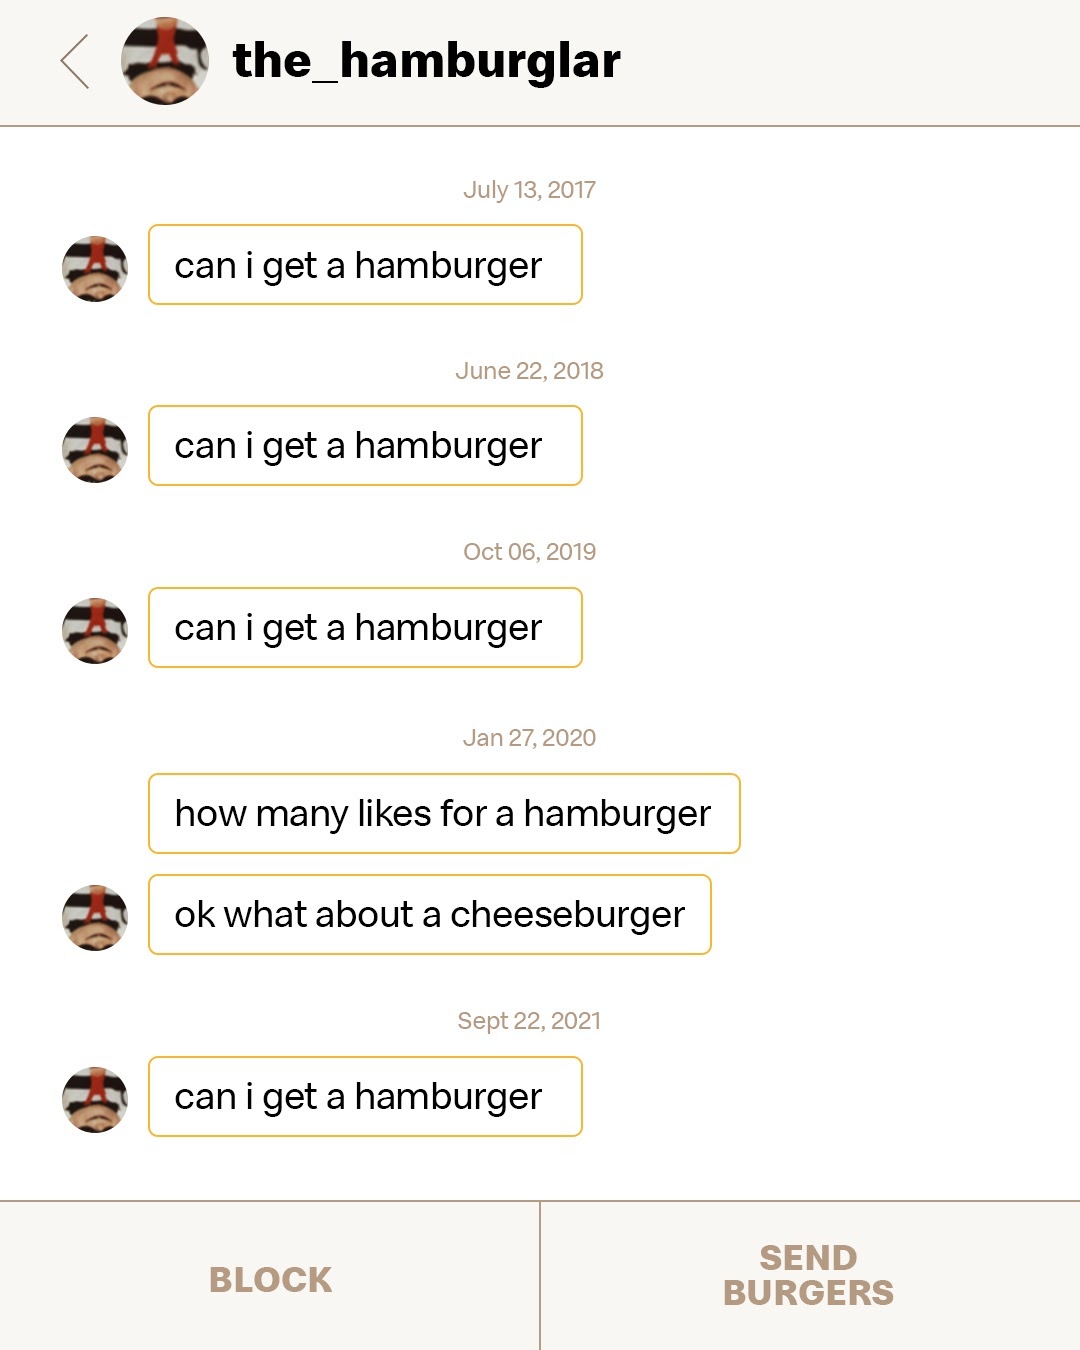 the_hamburglar
July 13, 2017
can i get a hamburger
June 22, 2018
can i get a hamburger
Oct 06, 2019
can i get a hamburger
Jan 27, 2020
how many likes for a hamburger
ok what about a cheeseburger
Sept 22, 2021
can i get a hamburger
BLOCK
SEND
BURGERS